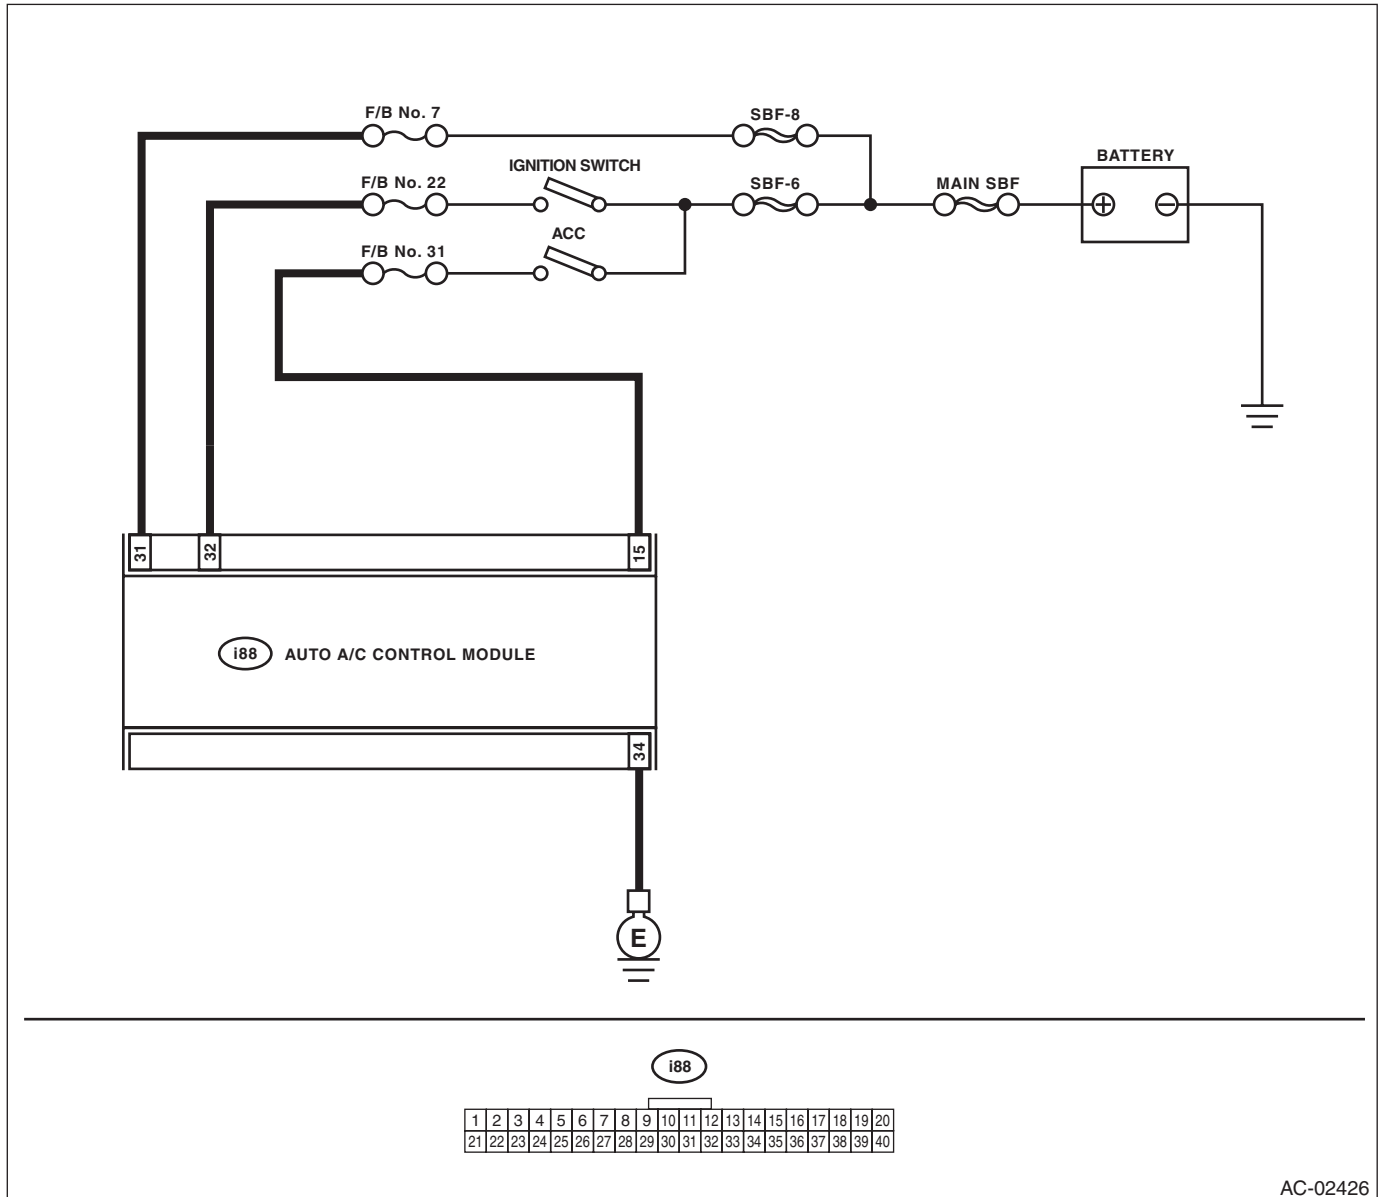 F/B No. 7
SBF-8
BATTERY
IGNITION SWITCH
F/B No. 22
SBF-6
MAIN SBF
ACC
F/B No. 31
31
32
15
i88 AUTO A/C CONTROL MODULE
34
E
i88
1 2 3 4 5 6 7 8 9 10 11 12 13 14 15 16 17 18 19 20
21 22 23 24 25 26 27 28 29 30 31 32 33 34 35 36 37 38 39 40
AC-02426